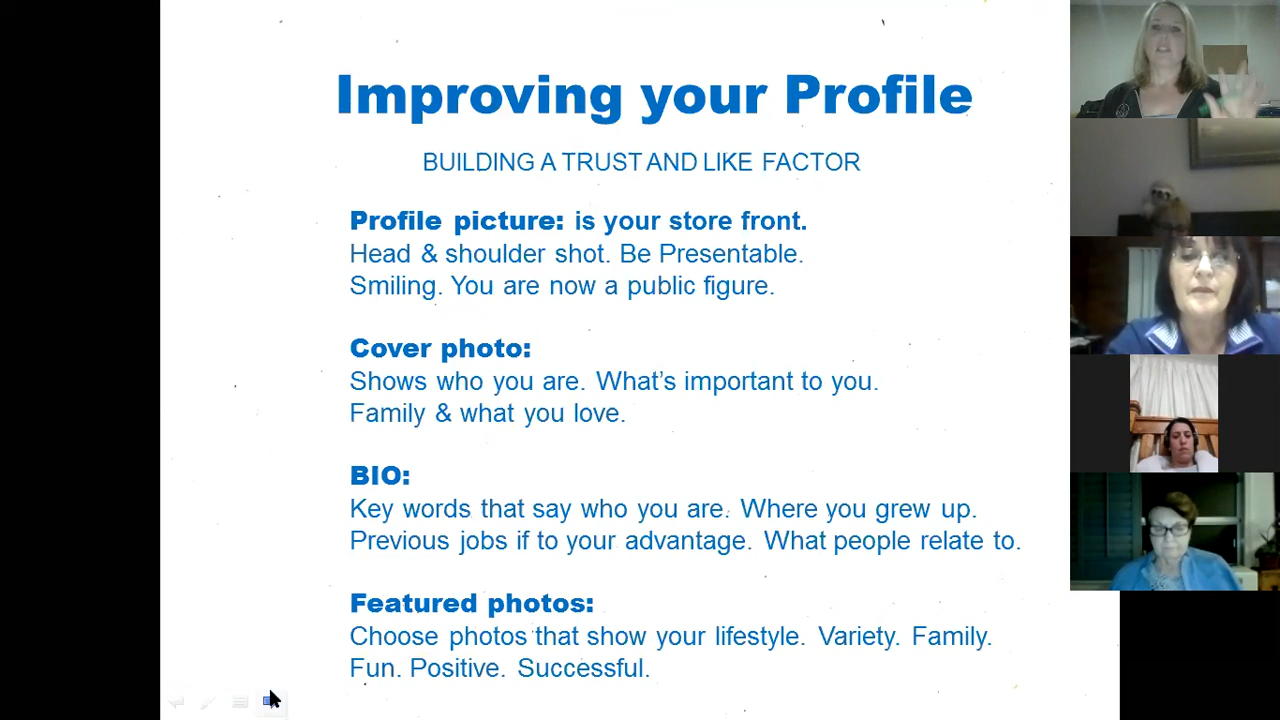 Improving your Profile
BUILDING A TRUST AND LIKE FACTOR
Profile picture: is your store front.
Head & shoulder shot. Be Presentable.
Smiling. You are now a public figure.
Cover photo:
Shows who you are. What's important to you.
Family & what you love.
BIO:
Key words that say who you are. Where you grew up.
Previous jobs if to your advantage. What people relate to.
Featured photos:
Choose photos that show your lifestyle. Variety. Family.
Fun. Positive. Successful.